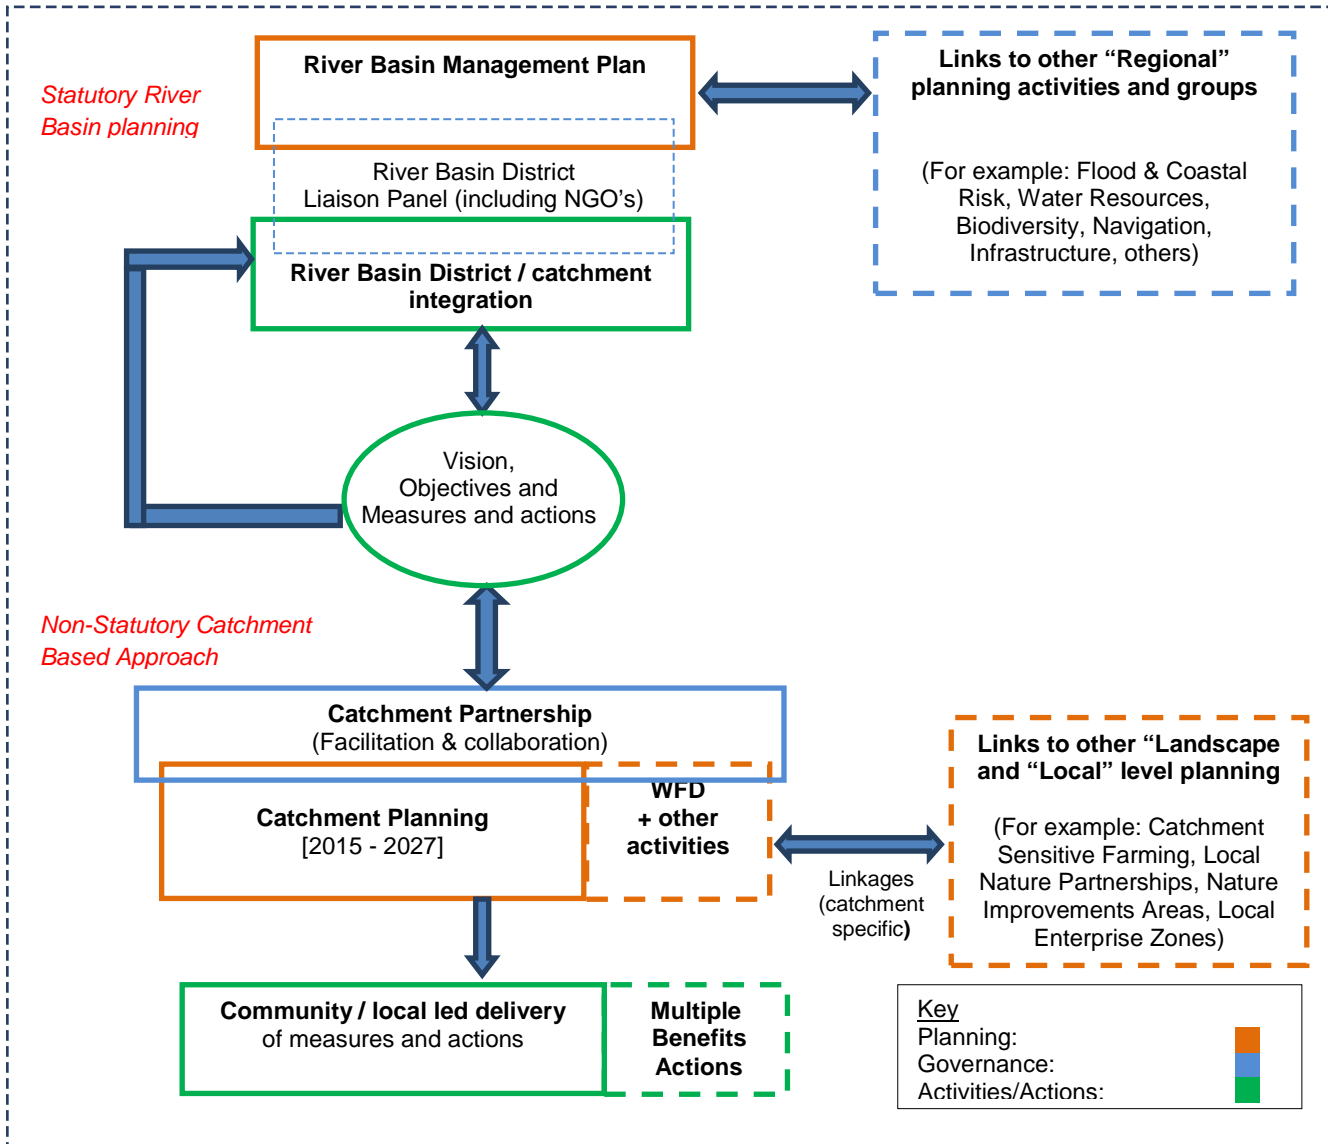 Statutory River
Basin planning
River Basin Management Plan
River Basin District
Liaison Panel (including NGO's)
River Basin District / catchment
integration
Links to other “Regional”
planning activities and groups
(For example: Flood & Coastal
Risk, Water Resources,
Biodiversity, Navigation,
Infrastructure, others)
Vision,
Objectives and
Measures and actions
Non-Statutory Catchment
Based Approach
Catchment Partnership
(Facilitation & collaboration)
Catchment Planning
[2015 - 2027]
WFD
+ other
activities
Linkages
(catchment
specific)
Links to other “Landscape
and “Local” level planning
(For example: Catchment
Sensitive Farming, Local
Nature Partnerships, Nature
Improvements Areas, Local
Enterprise Zones)
Community / local led delivery
of measures and actions
Multiple
Benefits
Actions
Key
Planning:
Governance:
Activities/Actions: